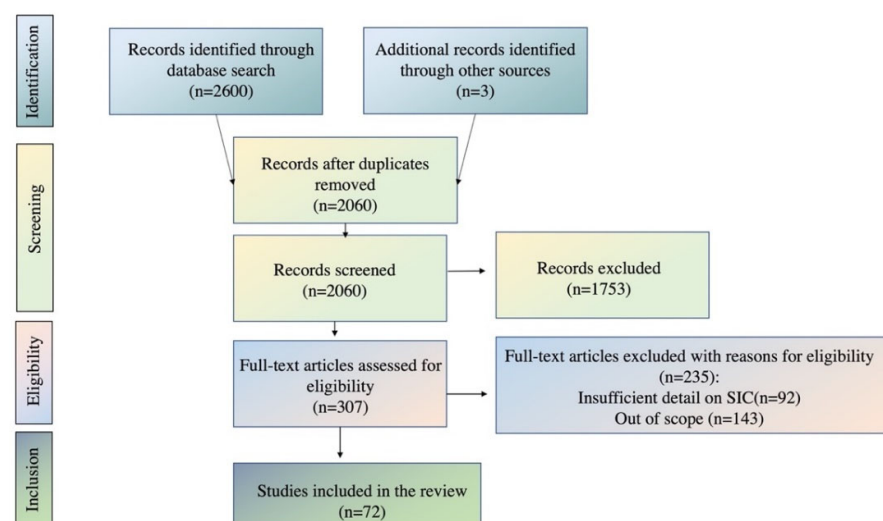 Identification
Records identified through
database search
(n=2600)
Additional records identified
through other sources
(n=3)
Screening
Records after duplicates
removed
(n=2060)
Records screened
(n=2060)
Records excluded
(n=1753)
Eligibility
Full-text articles assessed for
eligibility
(n=307)
Full-text articles excluded with reasons for eligibility
(n=235):
Insufficient detail on SIC(n=92)
Out of scope (n=143)
Inclusion
Studies included in the review
(n=72)